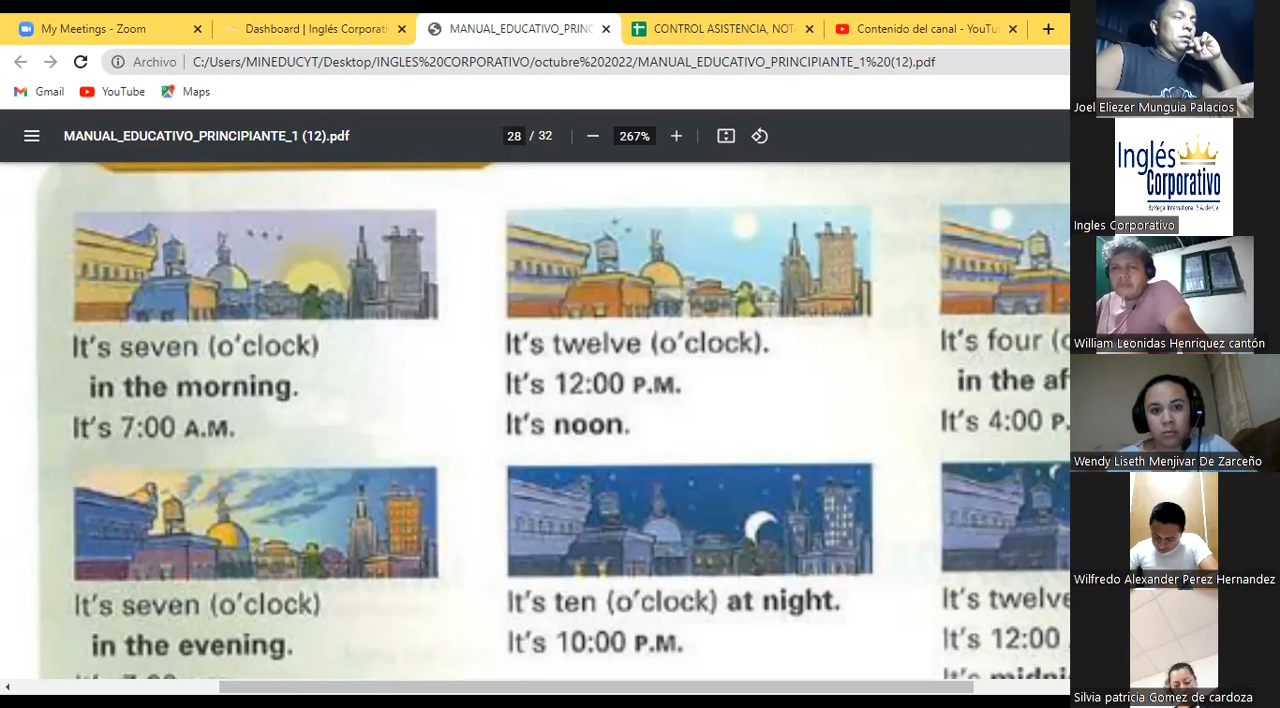 My Meetings - Zoom
Dashboard | Inglés Corporati
MANUAL_EDUCATIVO_PRINC
CONTROL ASISTENCIA, NOT
Contenido del canal - YouTu
Archivo
C:/Users/MINEDUCYT/Desktop/INGLES%20CORPORATIVO/octubre%202022/MANUAL_EDUCATIVO_PRINCIPIANTE_1%20(12).pdf
Gmail
YouTube
Maps
MANUAL_EDUCATIVO_PRINCIPIANTE_1 (12).pdf
28 / 32
267%
It's seven (o'clock)
in the morning.
It's 7:00 A.M.
It's twelve (o'clock).
It's 12:00 P.M.
It's noon.
It's four (o
in the af
It's 4:00 P.
It's seven (o'clock)
in the evening.
It's ten (o'clock) at night.
It's 10:00 P.M.
It's twelve
It's 12:00
It's midni
Joel Eliezer Munguia Palacios
Inglés
Corporativo
Ingles Corporativo
William Leonidas Henriquez cantón
Wendy Liseth Menjivar De Zarceño
Wilfredo Alexander Perez Hernandez
Silvia patricia Gomez de cardoza